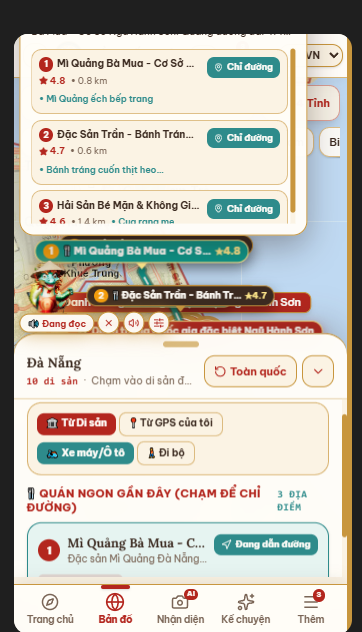 1 Mì Quảng Bà Mua - Cơ Sở ...
Chỉ đường
★ 4.8 • 0.8 km
• Mì Quảng ếch bếp trang
2 Đặc Sản Trần - Bánh Trán...
Chỉ đường
★ 4.7 • 0.6 km
• Bánh tráng cuốn thịt heo...
3 Hải Sản Bé Mặn & Không Gi...
Chỉ đường
★ 4.6 • 1.4 km • Cua rang me
VN
Tỉnh
Bi
1 Mì Quảng Bà Mua - Cơ S... ★4.8
Khuê Trung
2 Đặc Sản Trần - Bánh Tr... ★4.7
Sơn
gia đặc biệt Ngũ Hành Sơn
Đang đọc
Đà Nẵng
10 di sản · Chạm vào di sản đ...
Toàn quốc
Từ Di sản
Từ GPS của tôi
Xe máy/Ô tô
Đi bộ
QUÁN NGON GẦN ĐÂY (CHẠM ĐỂ CHỈ ĐƯỜNG)
3 ĐỊA ĐIỂM
1 Mì Quảng Bà Mua - C...
Đang dẫn đường
Đặc sản Mì Quảng Đà Nẵng...
Trang chủ
Bản đồ
AI
Nhận diện
Kể chuyện
3
Thêm